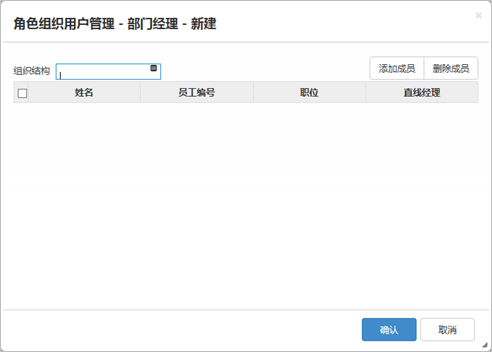 角色组织用户管理 - 部门经理 - 新建
组织结构 添加成员 删除成员
姓名 员工编号 职位 直线经理
确认 取消